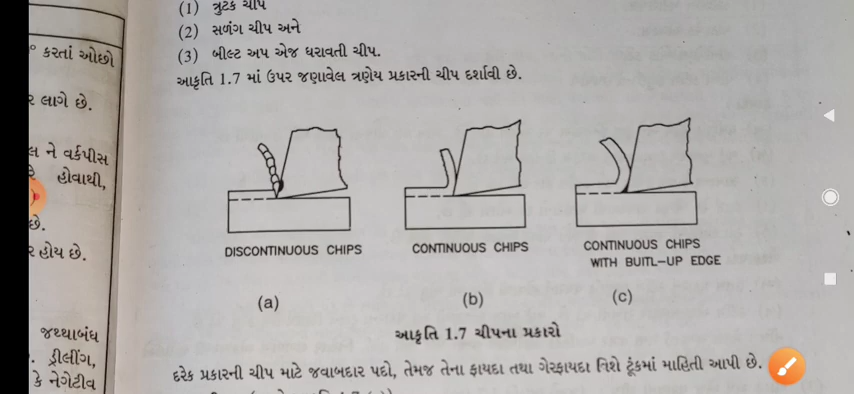 (1) ત્રુટક ચીપ
(2) સળંગ ચીપ અને
(3) બીલ્ટ અપ એજ ધરાવતી ચીપ.
આકૃતિ 1.7 માં ઉપર જણાવેલ ત્રણેય પ્રકારની ચીપ દર્શાવી છે.
° કરતાં ઓછો
ર લાગે છે.
લ ને વર્કપીસ
હોવાથી,
છે.
ર હોય છે.
જથ્થાબંધ
. ડ્રીલીંગ,
કે નેગેટીવ
DISCONTINUOUS CHIPS
CONTINUOUS CHIPS
CONTINUOUS CHIPS
WITH BUITL-UP EDGE
(a)
(b)
(c)
આકૃતિ 1.7 ચીપના પ્રકારો
દરેક પ્રકારની ચીપ માટે જવાબદાર પદો, તેમજ તેના ફાયદા તથા ગેરફાયદા વિશે ટૂંકમાં માહિતી આપી છે.